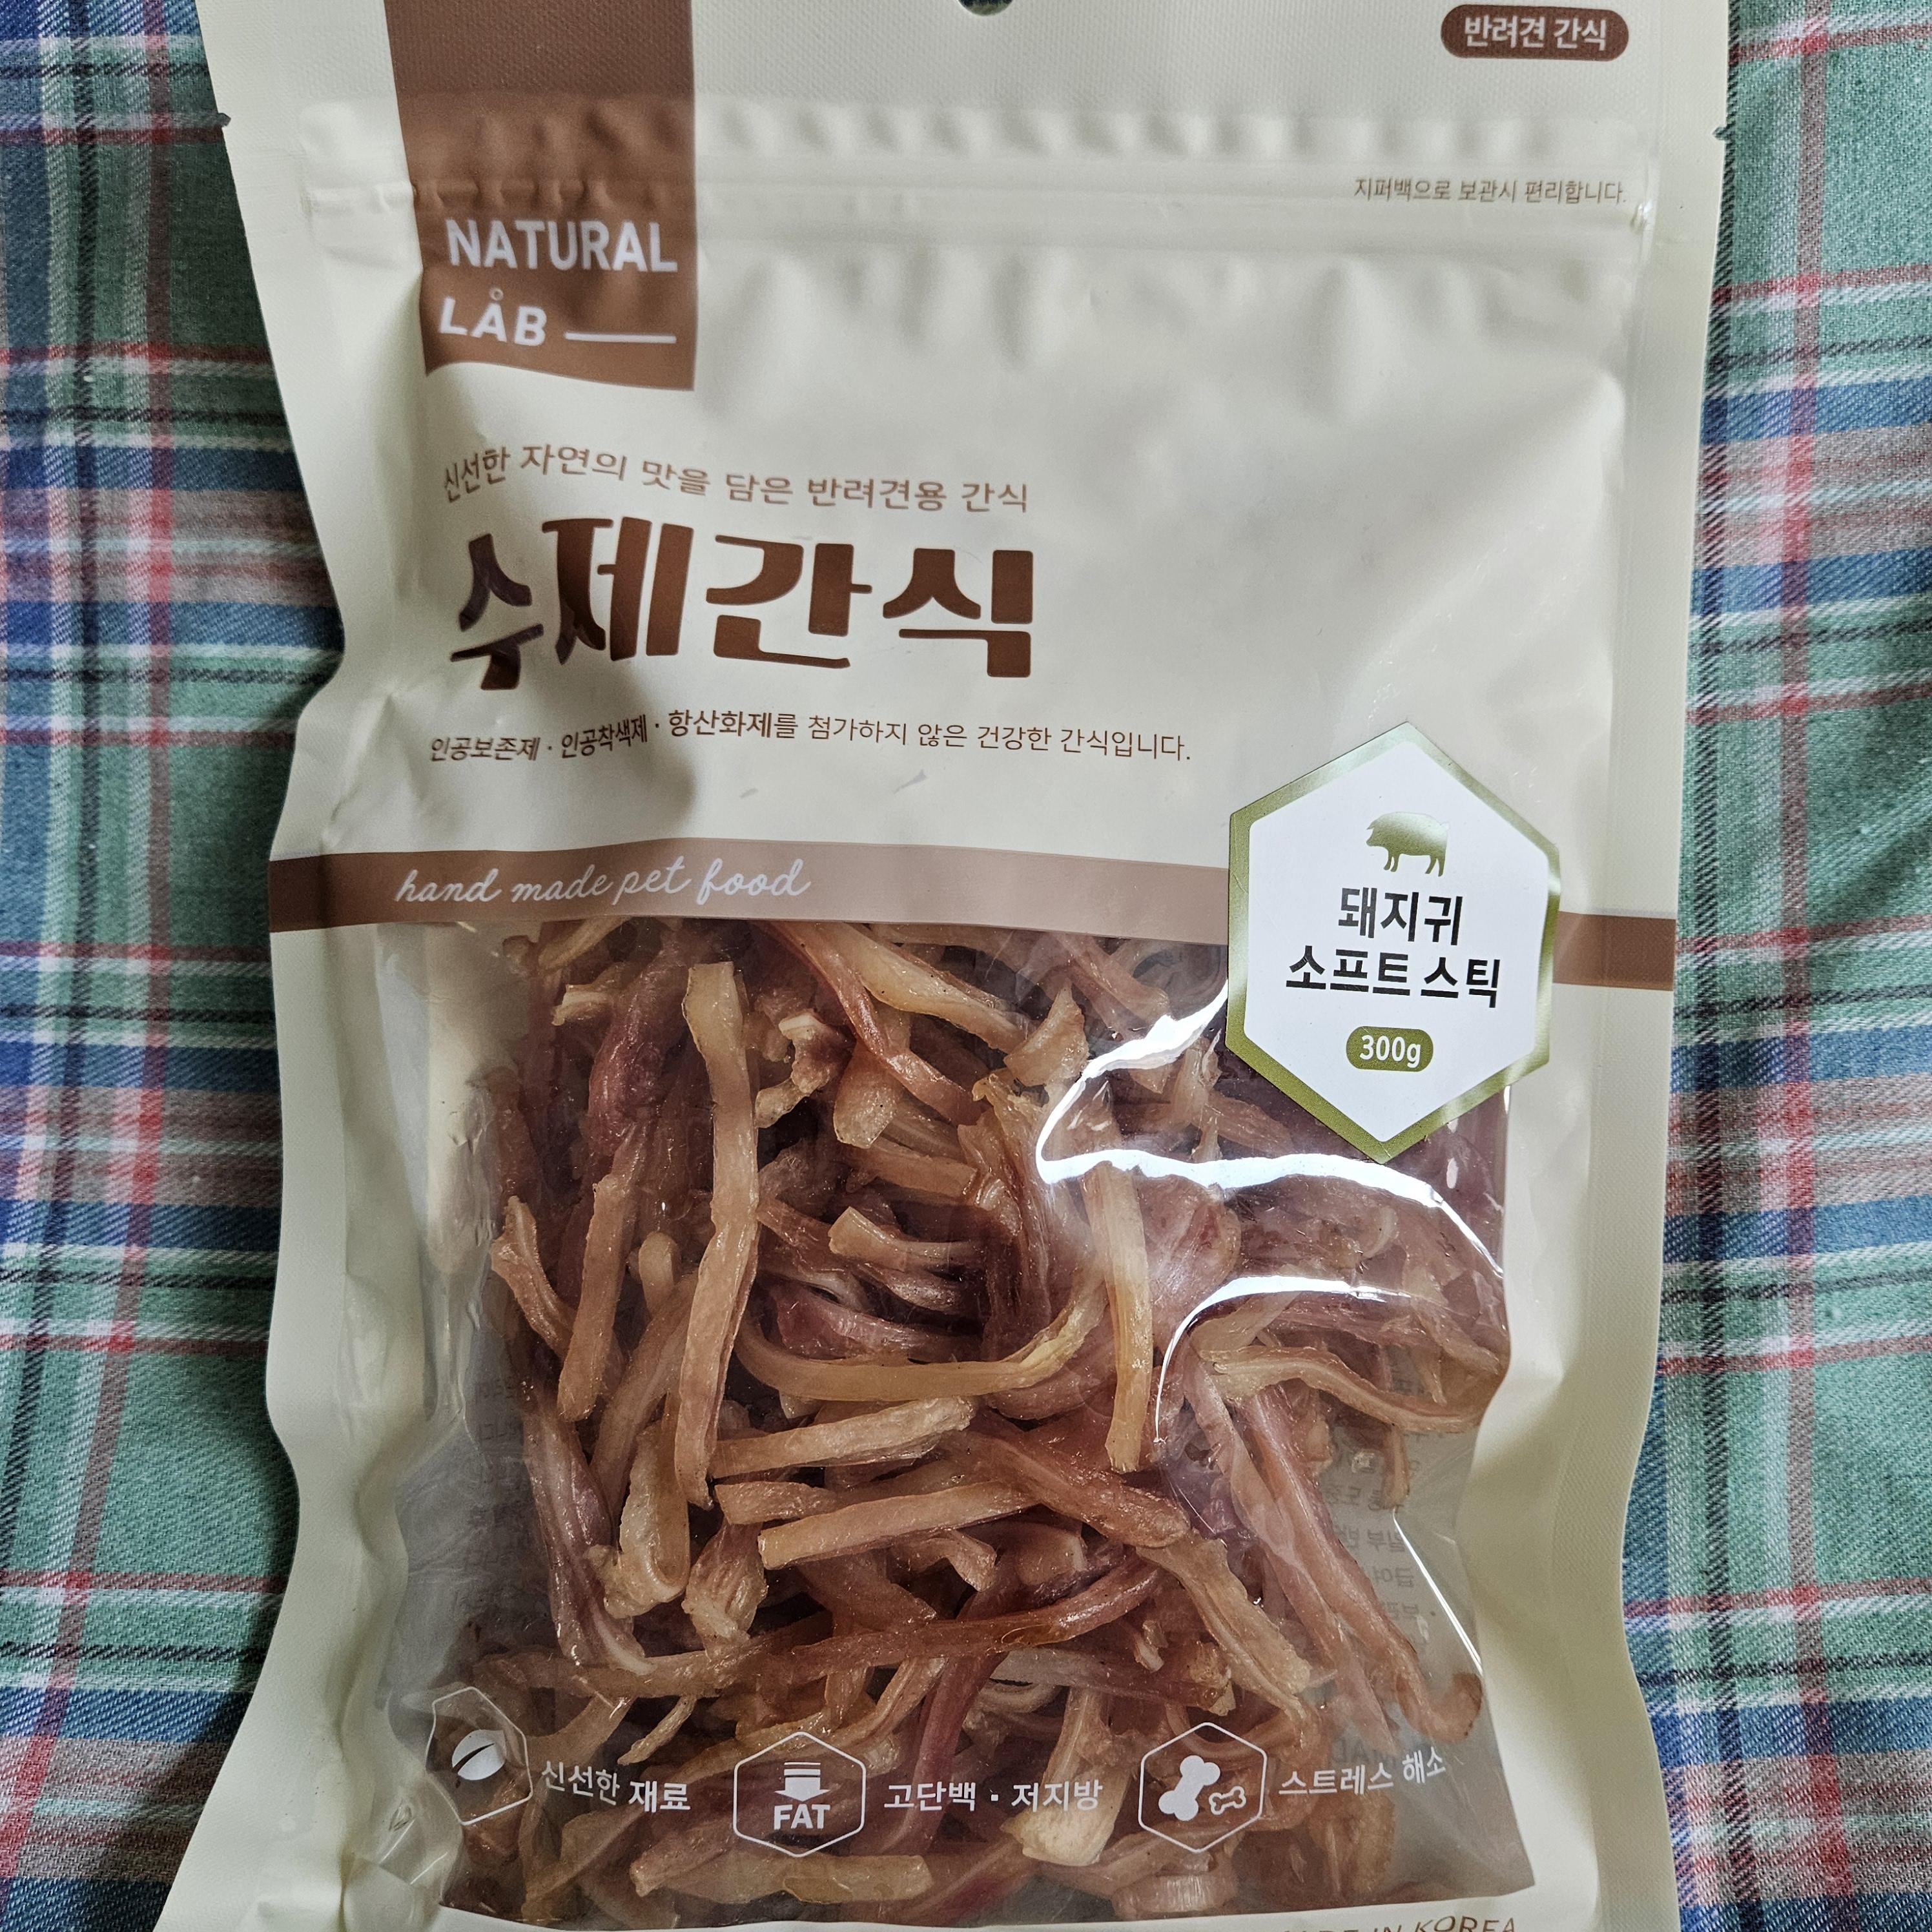 반려견 간식
지퍼백으로 보관시 편리합니다.
NATURAL
LÅB
신선한 자연의 맛을 담은 반려견용 간식
수제간식
인공보존제 · 인공착색제 · 항산화제를 첨가하지 않은 건강한 간식입니다.
hand made pet food
돼지귀
소프트 스틱
300g
신선한 재료
FAT
고단백 · 저지방
스트레스 해소
MADE IN KOREA